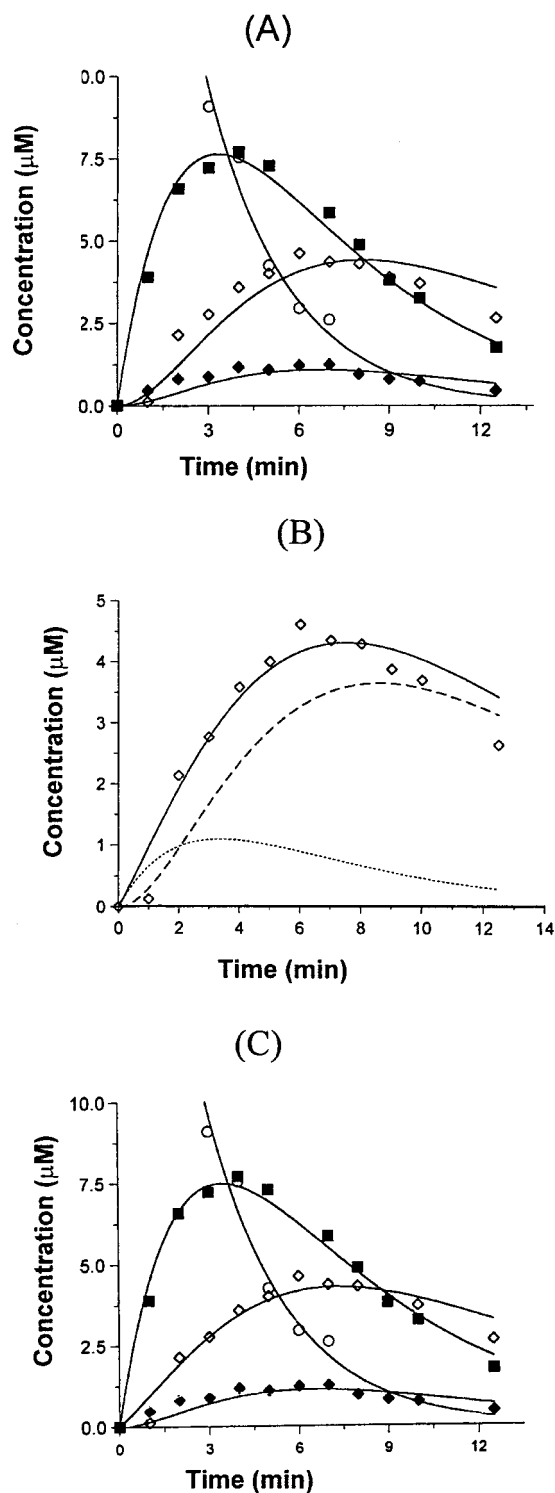 (A)
.0.0
7.5
5.0
2.5
0.0
Concentration (μM)
0 3 6 9 12
Time (min)
(B)
5
4
3
2
1
0
Concentration (μM)
0 2 4 6 8 10 12 14
Time (min)
(C)
10.0
7.5
5.0
2.5
0.0
Concentration (μM)
0 3 6 9 12
Time (min)